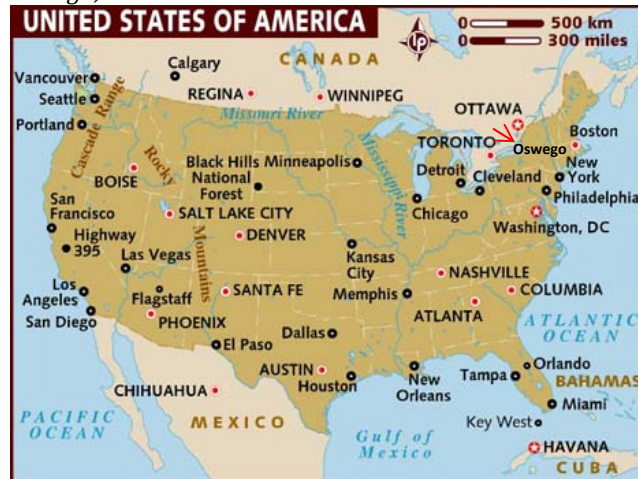 UNITED STATES OF AMERICA
0 500 km
0 300 miles
lp
CANADA
Calgary
Vancouver
REGINA
WINNIPEG
Seattle
Missouri River
OTTAWA
Portland
Cascade Range
TORONTO
Oswego
Boston
Rocky
Mountains
Black Hills
National
Forest
Minneapolis
Mississippi River
BOISE
Detroit
Cleveland
New
York
Philadelphia
San
Francisco
SALT LAKE CITY
Chicago
Washington, DC
Highway
395
DENVER
Las Vegas
Kansas
City
NASHVILLE
Los
Angeles
Flagstaff
SANTA FE
Memphis
COLUMBIA
San Diego
PHOENIX
ATLANTA
Dallas
El Paso
ATLANTIC
OCEAN
AUSTIN
Houston
New
Orleans
Tampa
Orlando
BAHAMAS
CHIHUAHUA
Miami
PACIFIC
OCEAN
MEXICO
Gulf of
Mexico
Key West
HAVANA
CUBA